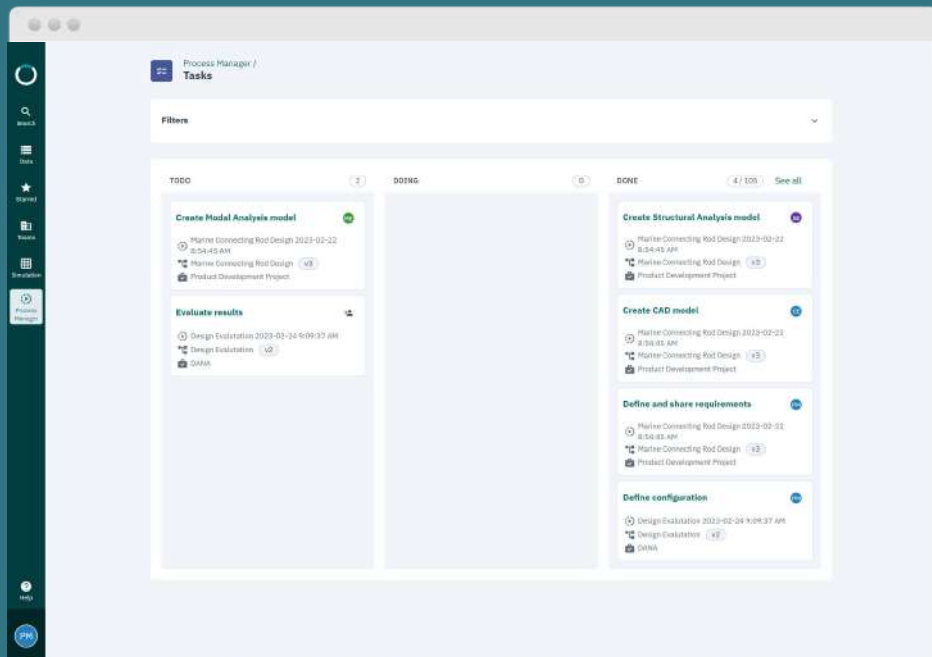 Process Manager /
Tasks
Search
Data
Starred
Teams
Simulation
Process
Manager
Help
PM
Filters
TODO
2
Create Modal Analysis model
Marine Connecting Rod Design 2023-02-22
8:54:45 AM
Marine Connecting Rod Design v3
Product Development Project
Evaluate results
Design Evalutation 2023-02-24 9:09:37 AM
Design Evalutation v2
DANA
DOING
0
DONE
4 / 105 See all
Create Structural Analysis model
Marine Connecting Rod Design 2023-02-22
8:54:45 AM
Marine Connecting Rod Design v3
Product Development Project
Create CAD model
CE
Marine Connecting Rod Design 2023-02-22
8:54:45 AM
Marine Connecting Rod Design v3
Product Development Project
Define and share requirements
PM
Marine Connecting Rod Design 2023-02-22
8:54:45 AM
Marine Connecting Rod Design v3
Product Development Project
Define configuration
PM
Design Evalutation 2023-02-24 9:09:37 AM
Design Evalutation v2
DANA